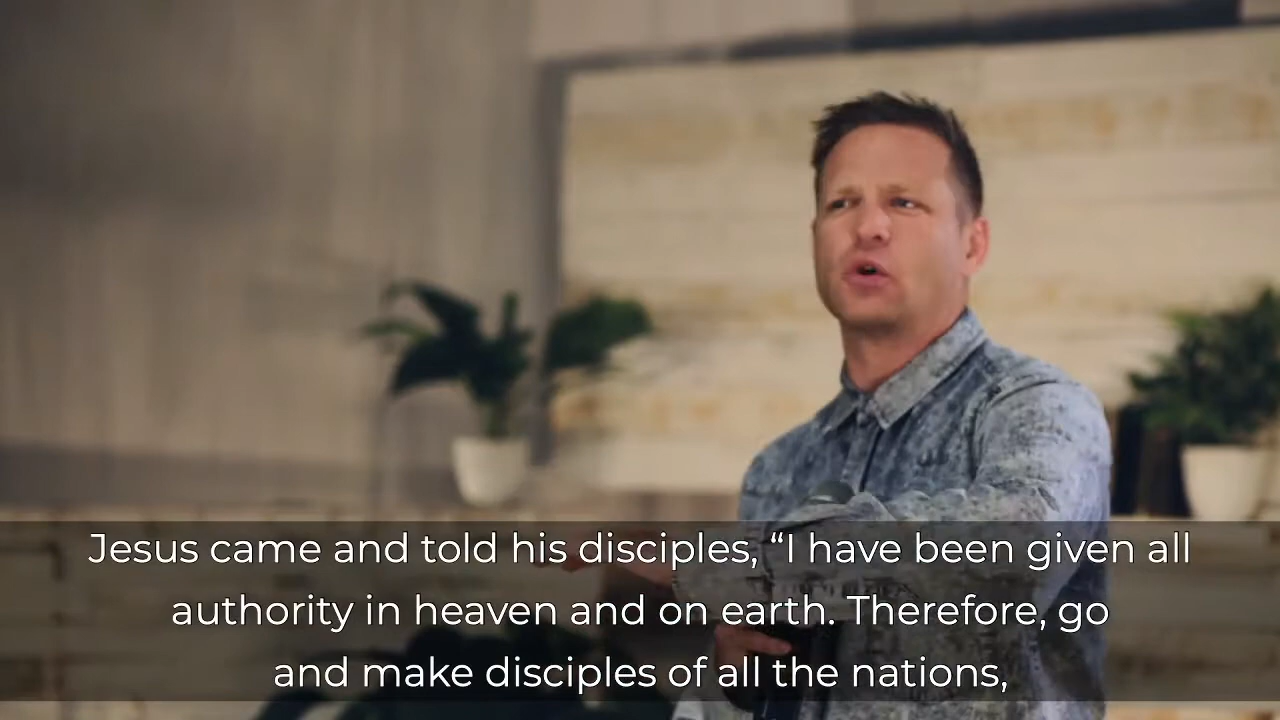 Jesus came and told his disciples, “I have been given all
authority in heaven and on earth. Therefore, go
and make disciples of all the nations,